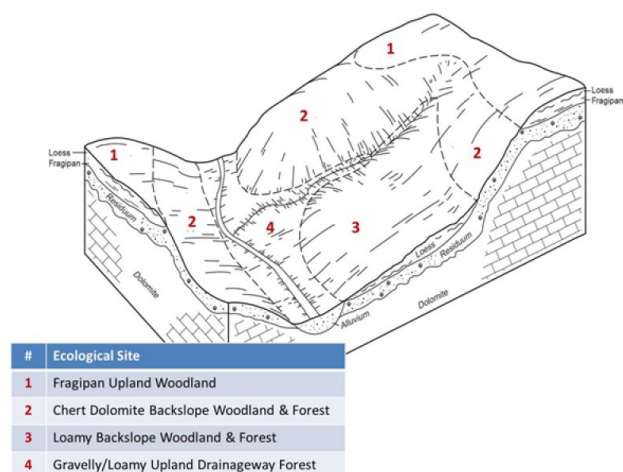 1
Loess
Fragipan
2
2
1
Loess
Fragipan
2
4
3
Residuum
Loess
Residuum
Dolomite
Dolomite
Alluvium
# Ecological Site
1 Fragipan Upland Woodland
2 Chert Dolomite Backslope Woodland & Forest
3 Loamy Backslope Woodland & Forest
4 Gravelly/Loamy Upland Drainageway Forest